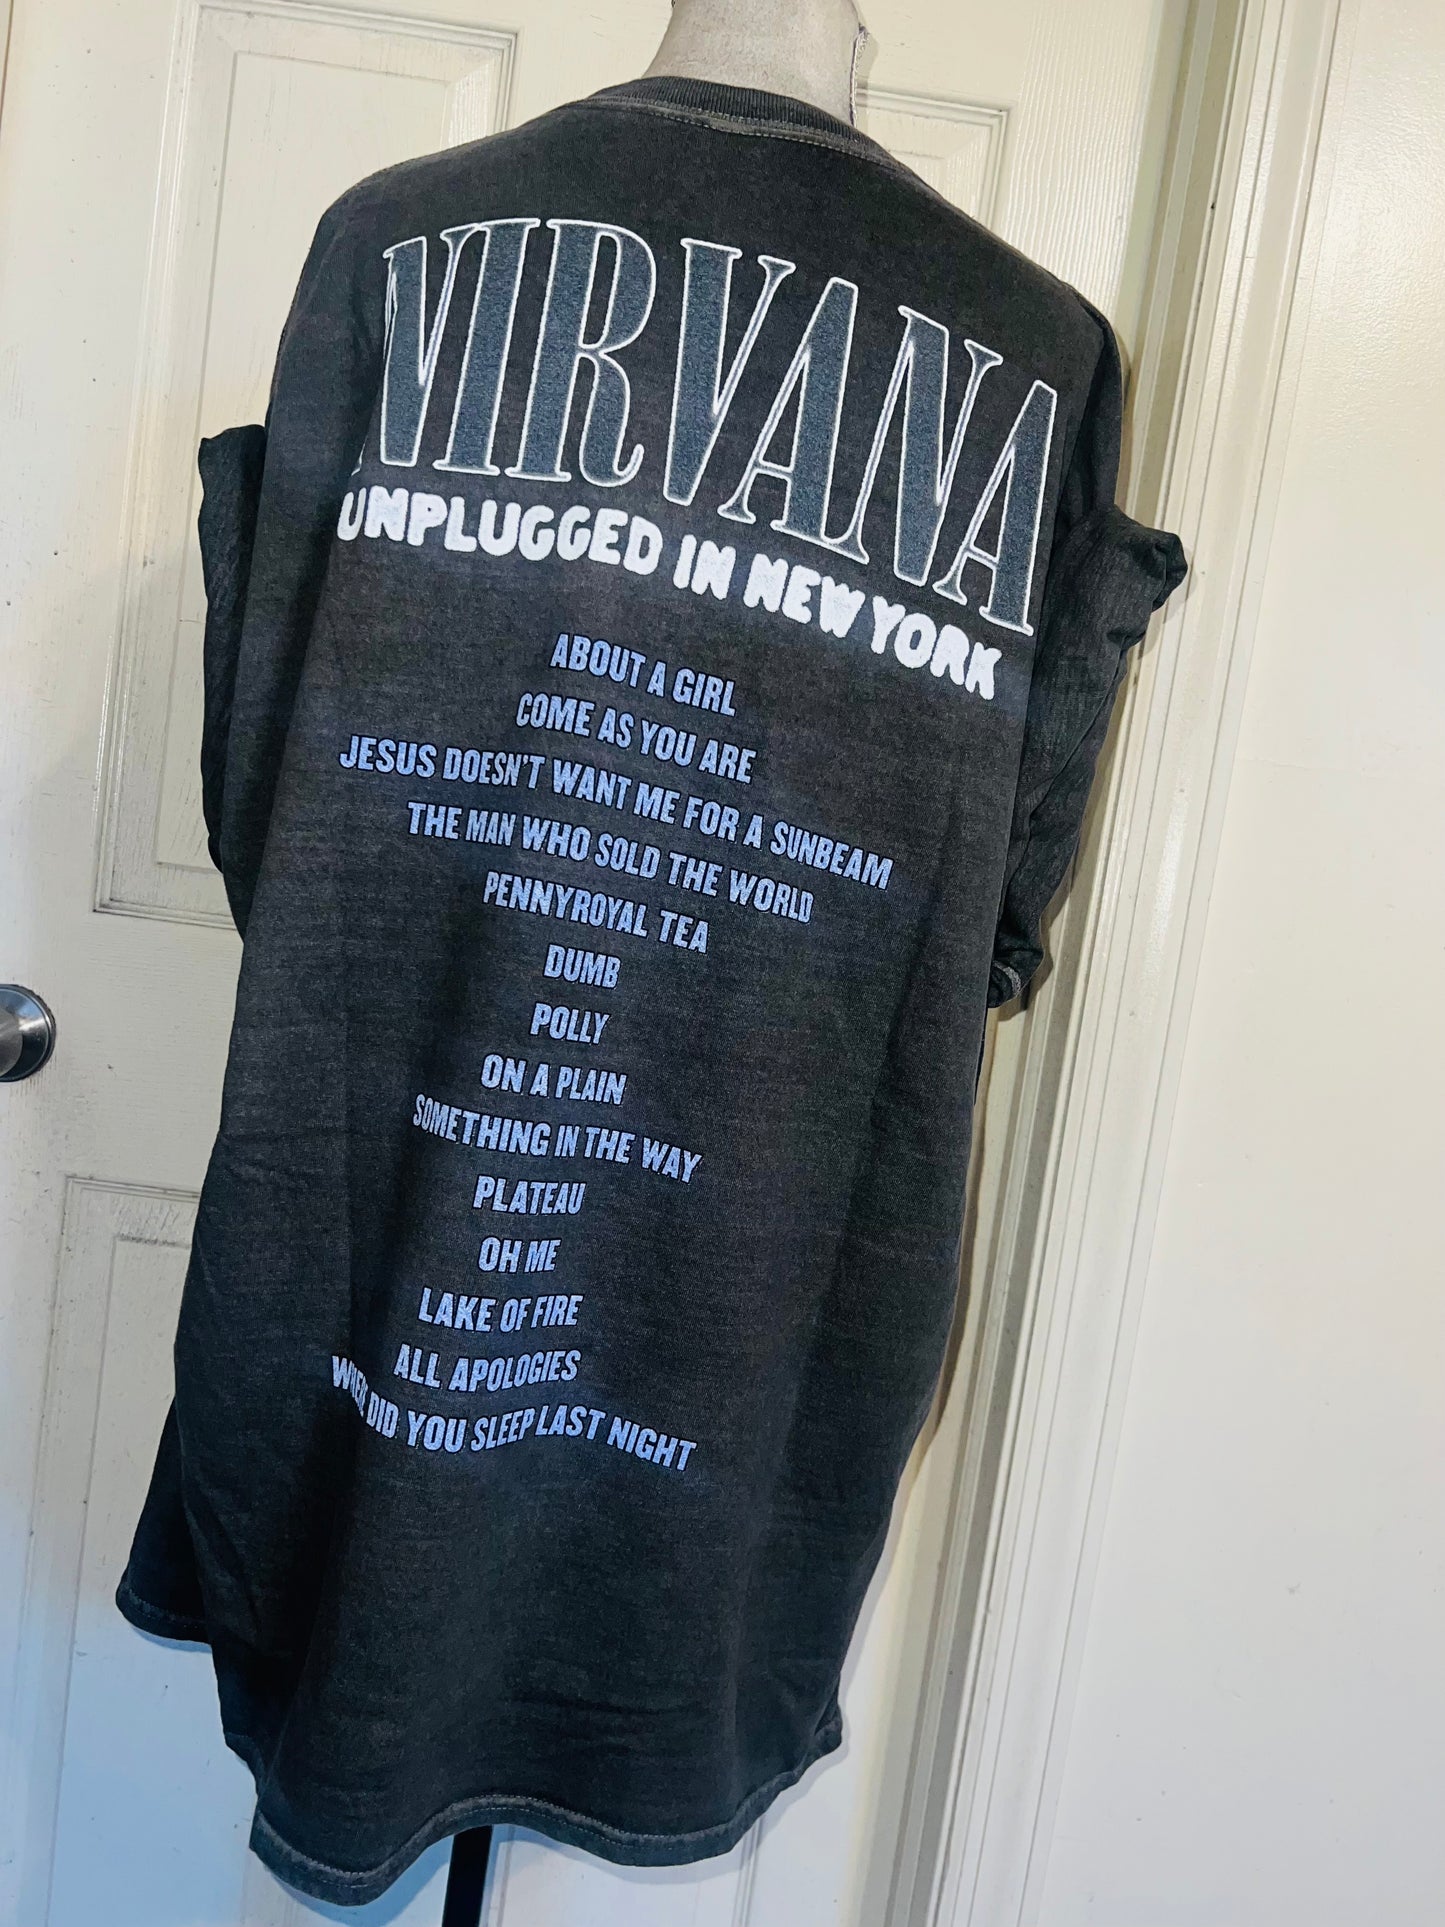 NIRVANA
UNPLUGGED IN NEW YORK
ABOUT A GIRL
COME AS YOU ARE
JESUS DOESN'T WANT ME FOR A SUNBEAM
THE MAN WHO SOLD THE WORLD
PENNYROYAL TEA
DUMB
POLLY
ON A PLAIN
SOMETHING IN THE WAY
PLATEAU
OH ME
LAKE OF FIRE
ALL APOLOGIES
WHERE DID YOU SLEEP LAST NIGHT